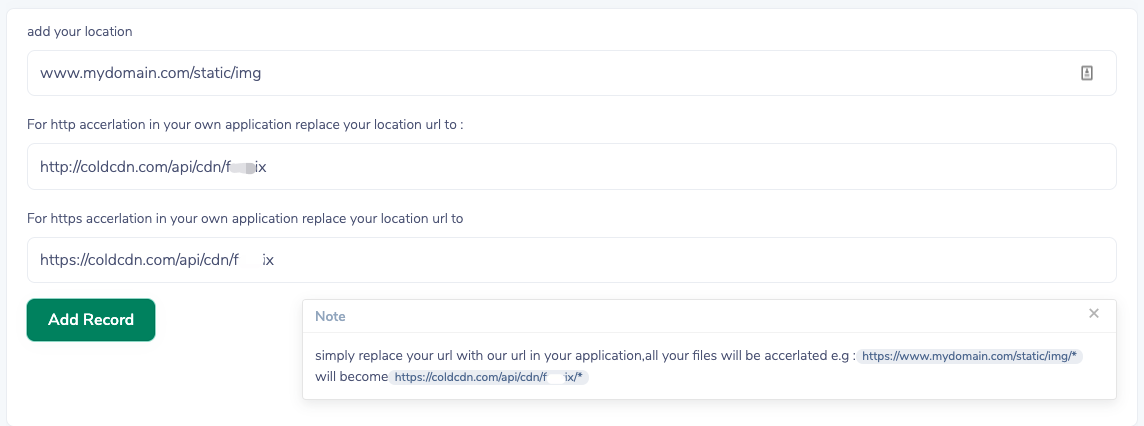 add your location
www.mydomain.com/static/img
For http accerlation in your own application replace your location url to :
http://coldcdn.com/api/cdn/f ix
For https accerlation in your own application replace your location url to
https://coldcdn.com/api/cdn/f ix
Add Record
Note
simply replace your url with our url in your application,all your files will be accerlated e.g : https://www.mydomain.com/static/img/*
will become https://coldcdn.com/api/cdn/f ix/*